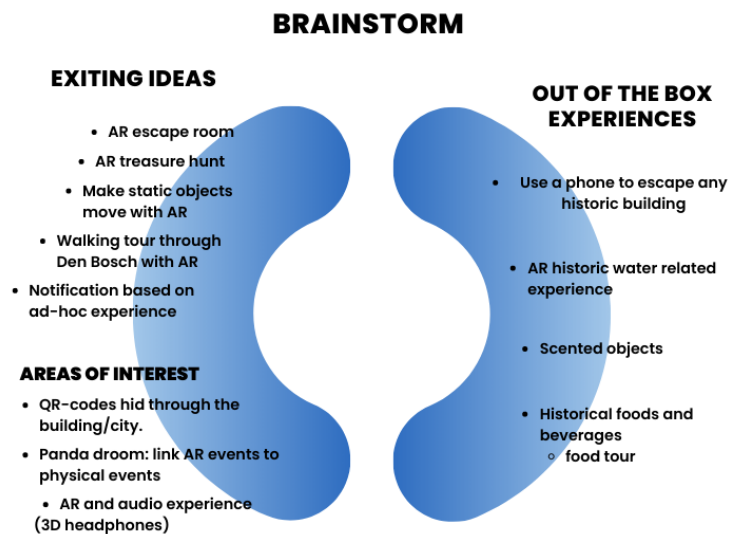 BRAINSTORM
EXITING IDEAS
• AR escape room
• AR treasure hunt
• Make static objects
move with AR
• Walking tour through
Den Bosch with AR
• Notification based on
ad-hoc experience
AREAS OF INTEREST
• QR-codes hid through the
building/city.
• Panda droom: link AR events to
physical events
• AR and audio experience
(3D headphones)
OUT OF THE BOX
EXPERIENCES
• Use a phone to escape any
historic building
• AR historic water related
experience
• Scented objects
• Historical foods and
beverages
○ food tour